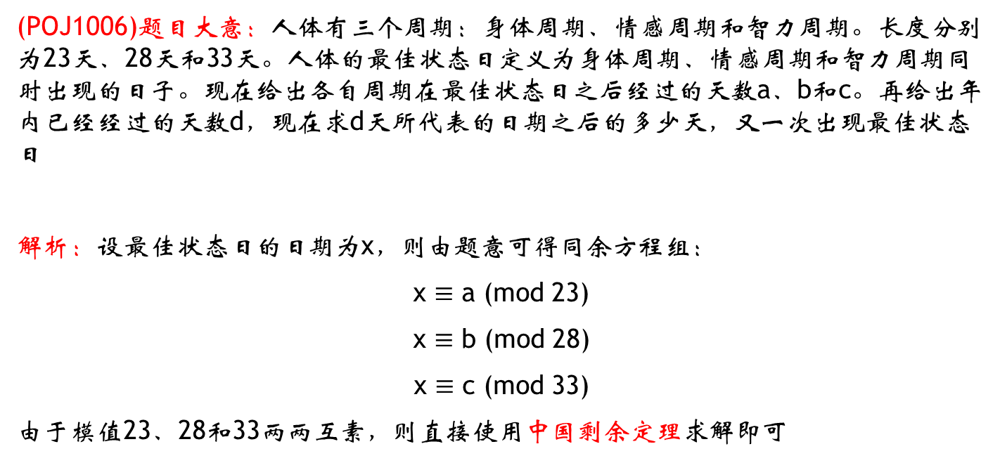 (POJ1006)题目大意：人体有三个周期：身体周期、情感周期和智力周期。长度分别
为23天、28天和33天。人体的最佳状态日定义为身体周期、情感周期和智力周期同
时出现的日子。现在给出各自周期在最佳状态日之后经过的天数a、b和c。再给出年
内已经经过的天数d，现在求d天所代表的日期之后的多少天，又一次出现最佳状态
日
解析：设最佳状态日的日期为x，则由题意可得同余方程组：
x ≡ a (mod 23)
x ≡ b (mod 28)
x ≡ c (mod 33)
由于模值23、28和33两两互素，则直接使用中国剩余定理求解即可